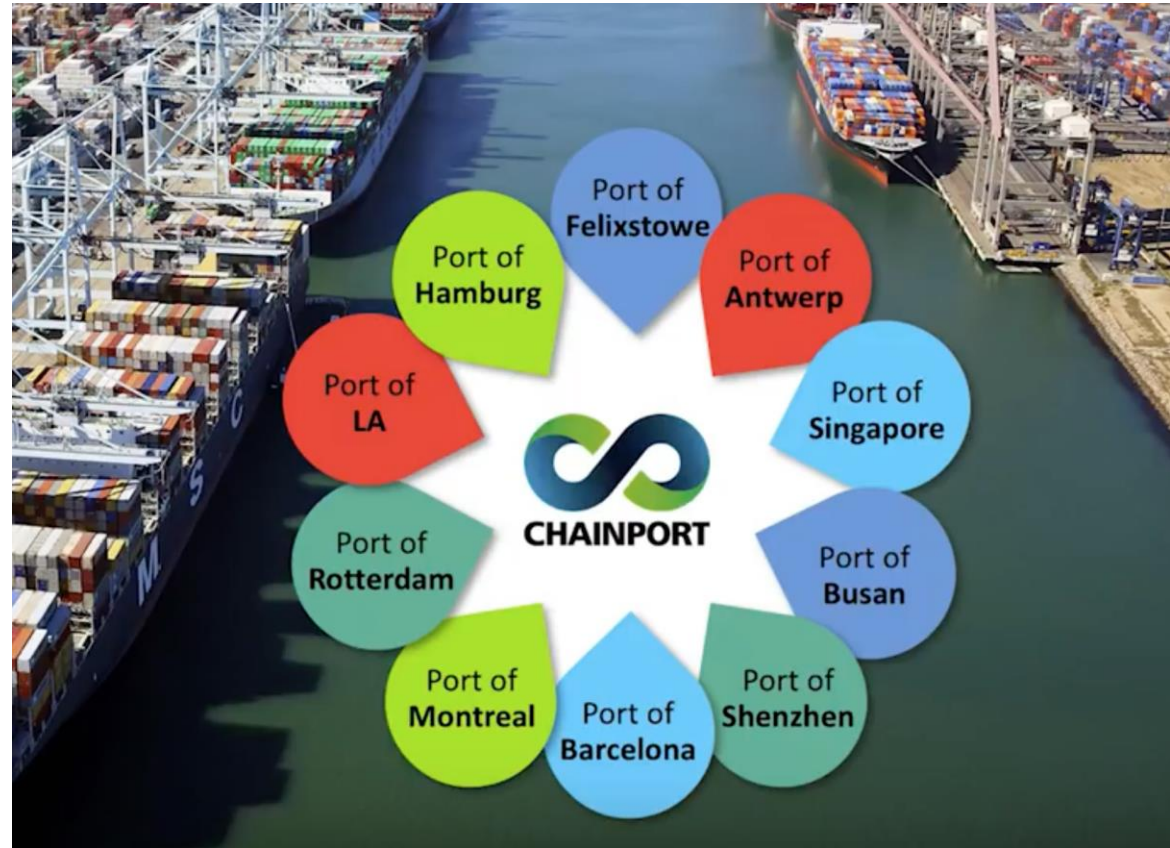 Port of
Felixstowe
Port of
Antwerp
Port of
Singapore
Port of
Busan
Port of
Shenzhen
Port of
Barcelona
Port of
Montreal
Port of
Rotterdam
Port of
LA
Port of
Hamburg
CHAINPORT
MSC